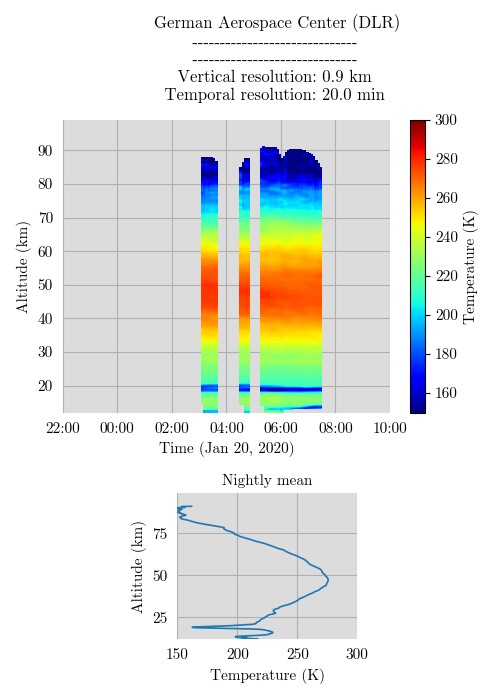 German Aerospace Center (DLR)
------------------------------
------------------------------
Vertical resolution: 0.9 km
Temporal resolution: 20.0 min
90
80
70
60
50
40
30
20
Altitude (km)
22:00 00:00 02:00 04:00 06:00 08:00 10:00
Time (Jan 20, 2020)
300
280
260
240
220
200
180
160
Temperature (K)
Nightly mean
75
50
25
Altitude (km)
150 200 250 300
Temperature (K)